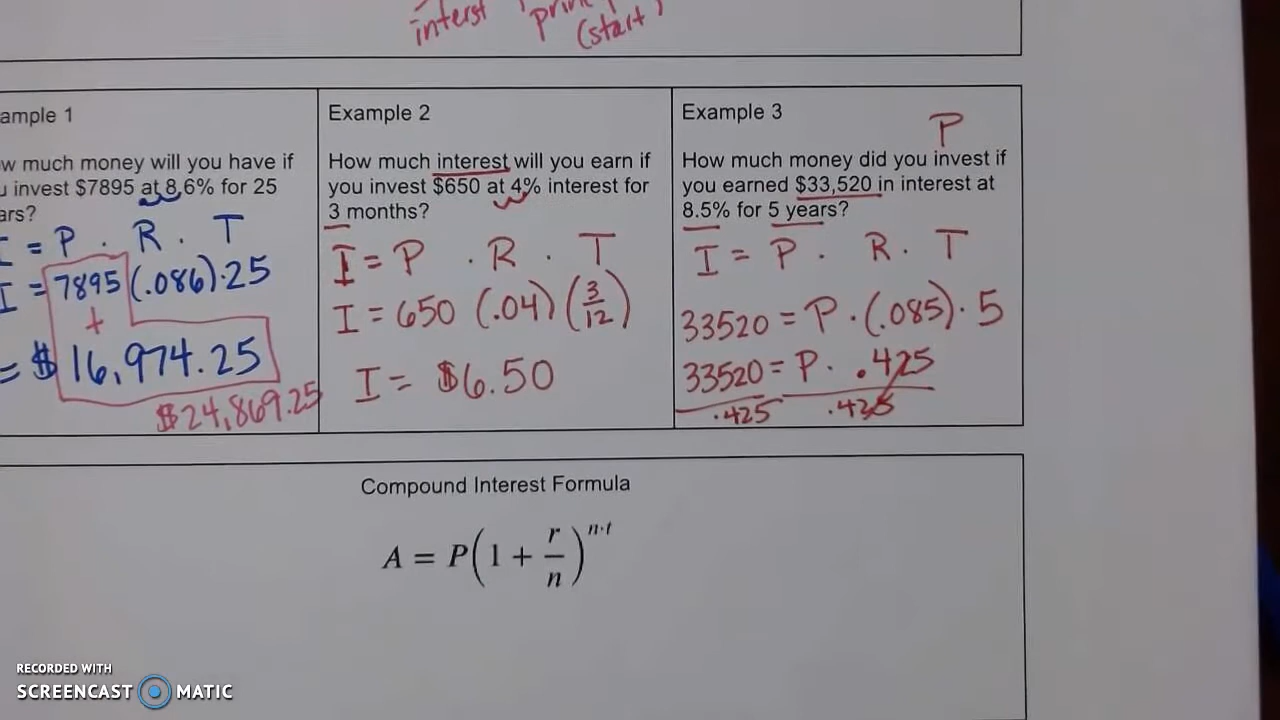 interst
(start)
ample 1
w much money will you have if
u invest $7895 at 8.6% for 25
ars?
I = P . R . T
I = 7895 (.086).25
+
= $ 16,974.25
$24,869.25
Example 2
How much interest will you earn if
you invest $650 at 4% interest for
3 months?
I = P . R . T
I = 650 (.04) (3/12)
I = $6.50
Example 3
P
How much money did you invest if
you earned $33,520 in interest at
8.5% for 5 years?
I = P . R . T
33520 = P . (.085) . 5
33520 = P . .425
.425 .425
Compound Interest Formula
A = P(1 + r/n)^n·t
RECORDED WITH
SCREENCAST MATIC